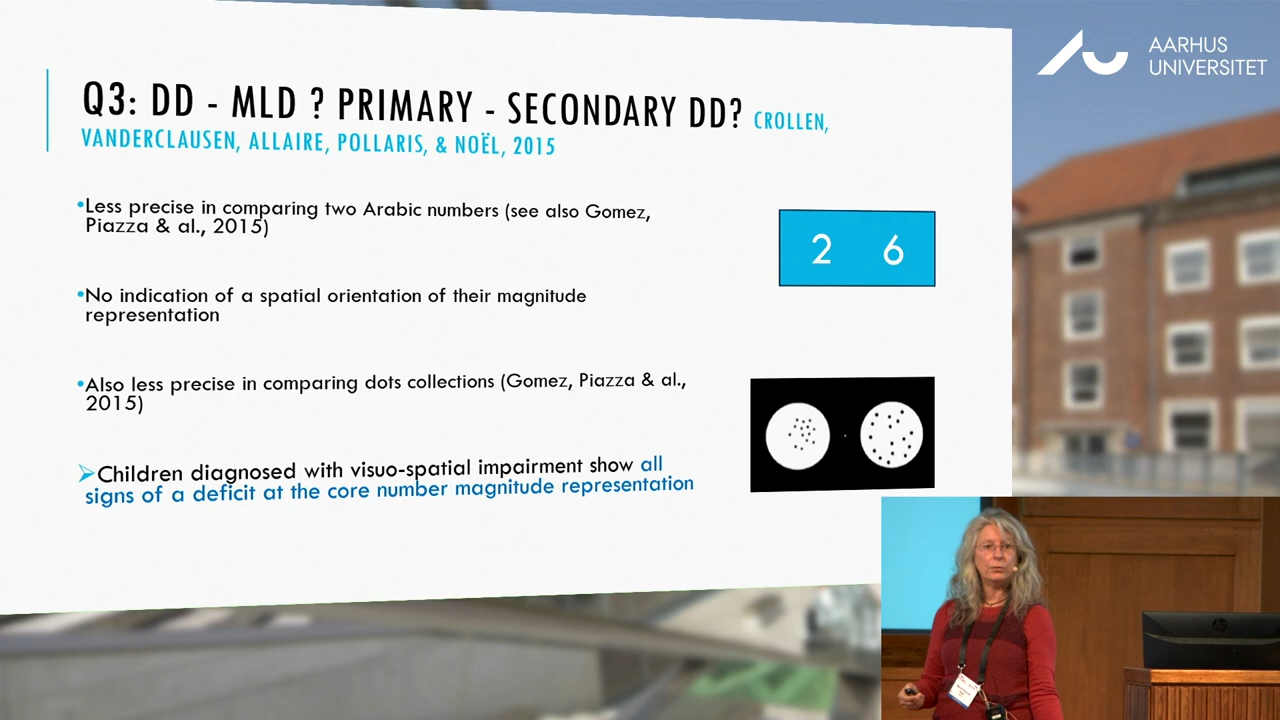 AARHUS
UNIVERSITET
Q3: DD - MLD ? PRIMARY - SECONDARY DD? CROLLEN,
VANDERCLAUSEN, ALLAIRE, POLLARIS, & NOËL, 2015
•Less precise in comparing two Arabic numbers (see also Gomez,
Piazza & al., 2015)
2 6
•No indication of a spatial orientation of their magnitude
representation
•Also less precise in comparing dots collections (Gomez, Piazza & al.,
2015)
➢Children diagnosed with visuo-spatial impairment show all
signs of a deficit at the core number magnitude representation